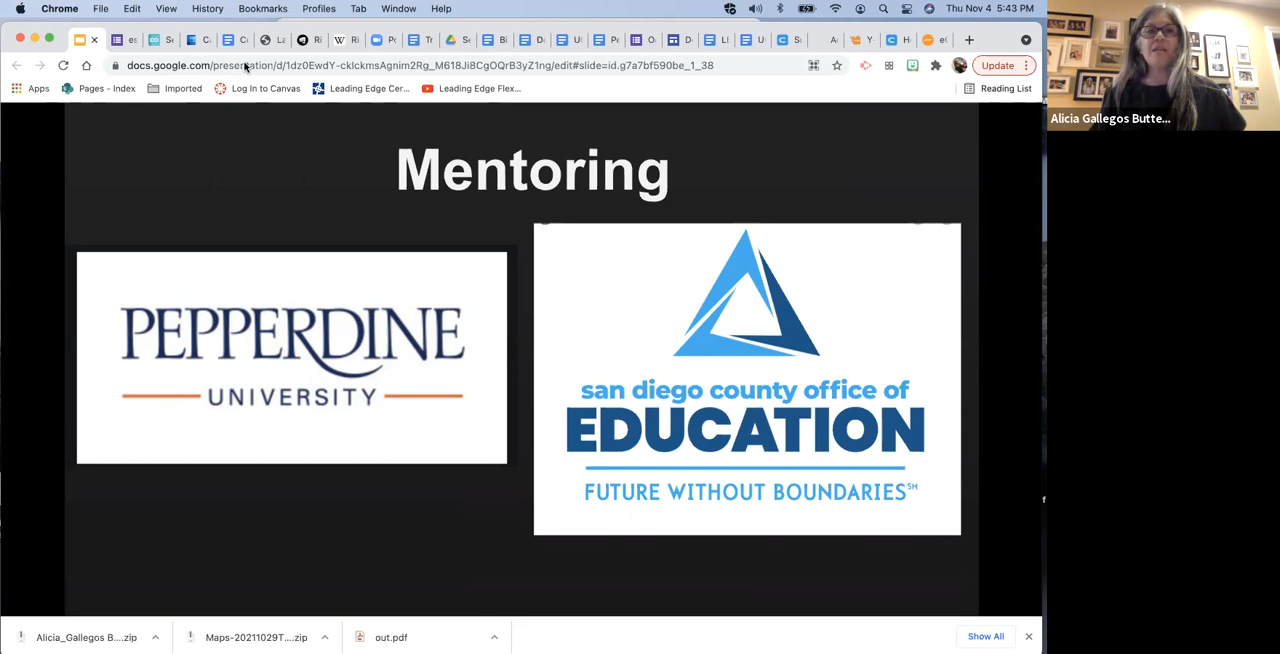 Chrome File Edit View History Bookmarks Profiles Tab Window Help Thu Nov 4 5:43 PM
docs.google.com/presentation/d/1dz0EwdY-cklckmsAgnim2Rg_M618Ji8CgOQrB3yZ1ng/edit#slide=id.g7a7bf590be_1_38 Update
Apps Pages - Index Imported Log In to Canvas Leading Edge Cer... Leading Edge Flex... Reading List
Alicia Gallegos Butte...
Mentoring
PEPPERDINE
UNIVERSITY
san diego county office of
EDUCATION
FUTURE WITHOUT BOUNDARIES℠
Alicia_Gallegos B....zip Maps-20211029T....zip out.pdf Show All